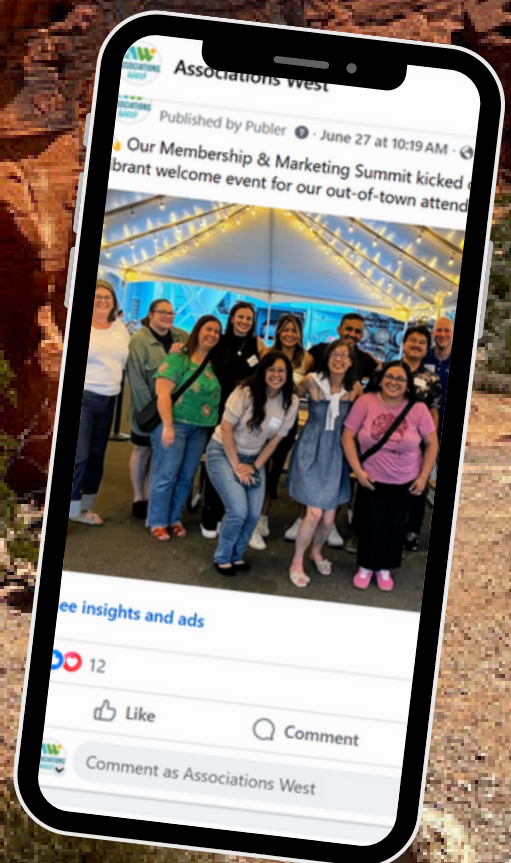 Associations West
Published by Publer · June 27 at 10:19 AM ·
Our Membership & Marketing Summit kicked
brant welcome event for our out-of-town attend
ee insights and ads
12
Like
Comment
Comment as Associations West